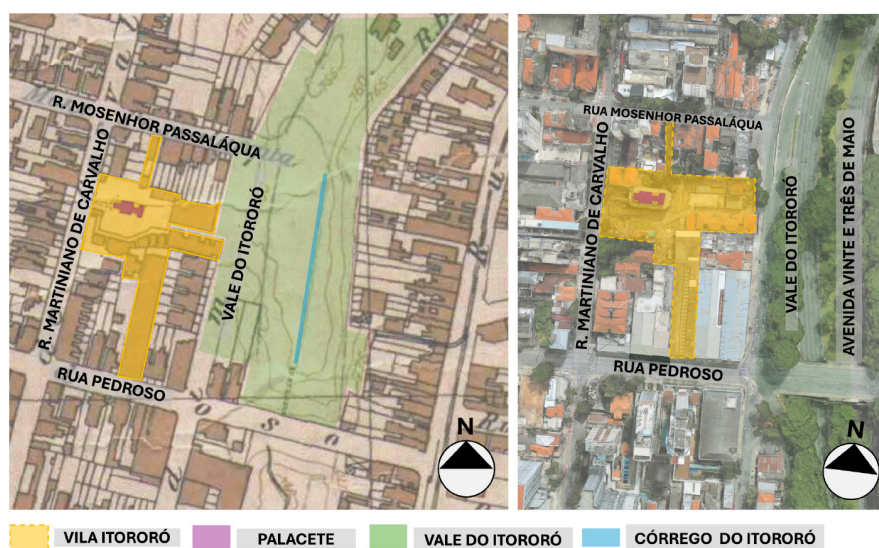 R. MOSENHOR PASSALÁQUA
R. MARTINIANO DE CARVALHO
VALE DO ITORORÓ
RUA PEDROSO
N
RUA MOSENHOR PASSALÁQUA
R. MARTINIANO DE CARVALHO
VALE DO ITORORÓ
AVENIDA VINTE E TRÊS DE MAIO
RUA PEDROSO
N
VILA ITORORÓ
PALACETE
VALE DO ITORORÓ
CÓRREGO DO ITORORÓ